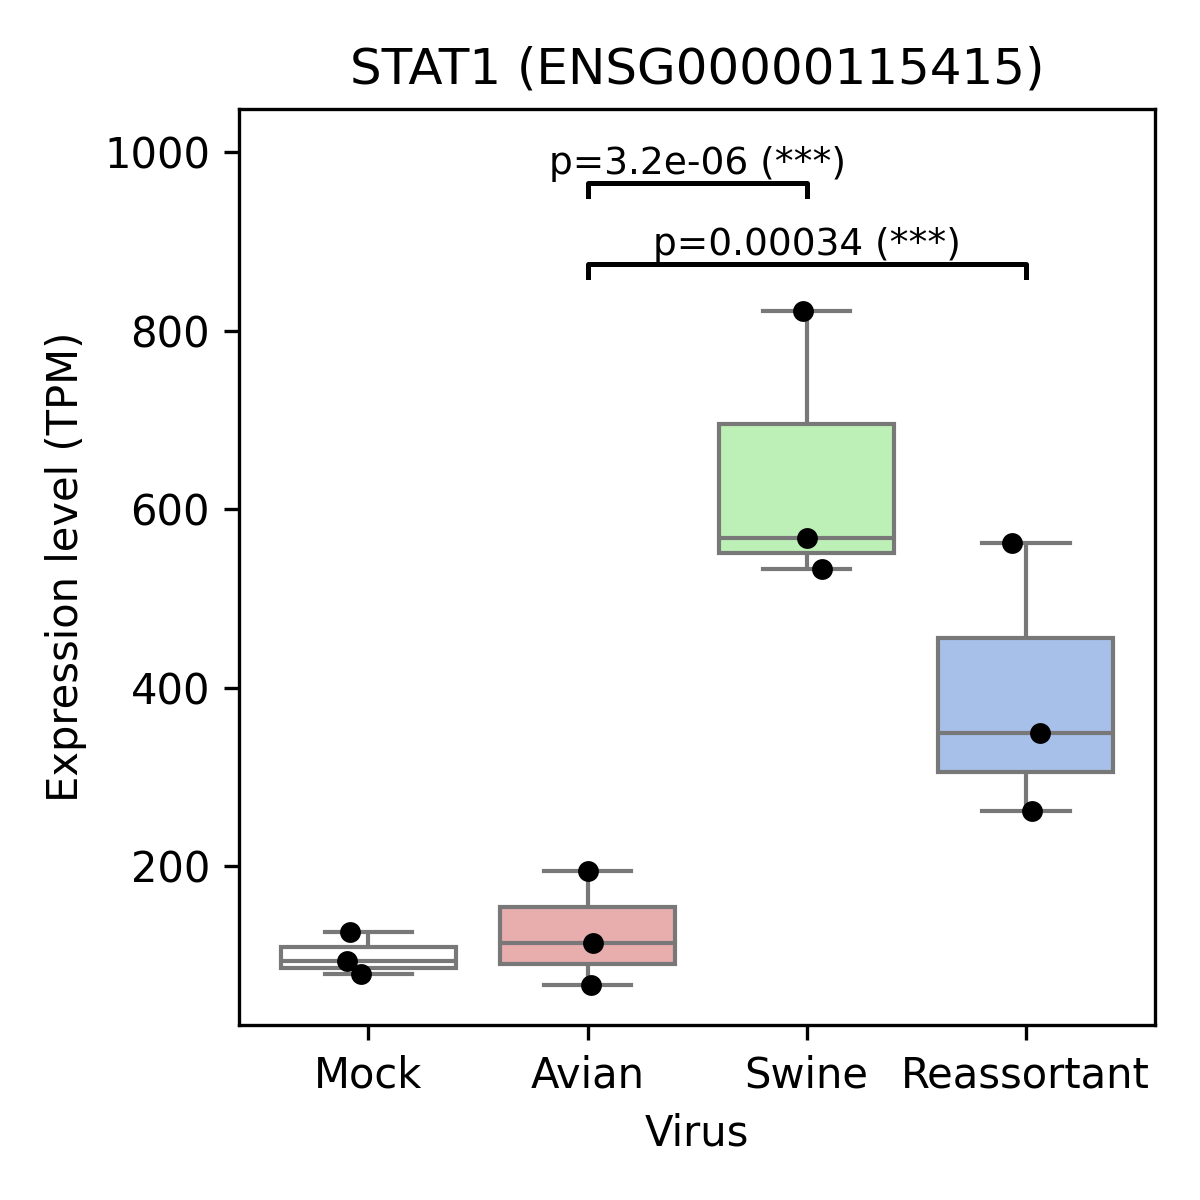 STAT1 (ENSG00000115415)
1000
800
600
400
200
Expression level (TPM)
p=3.2e-06 (***)
p=0.00034 (***)
Mock
Avian
Swine
Reassortant
Virus